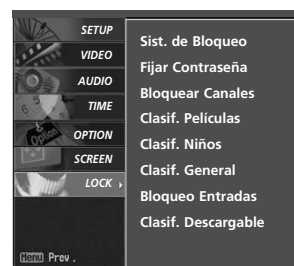 SETUP
VIDEO
AUDIO
TIME
OPTION
SCREEN
LOCK
Menu Prev.
Sist. de Bloqueo
Fijar Contraseña
Bloquear Canales
Clasif. Películas
Clasif. Niños
Clasif. General
Bloqueo Entradas
Clasif. Descargable